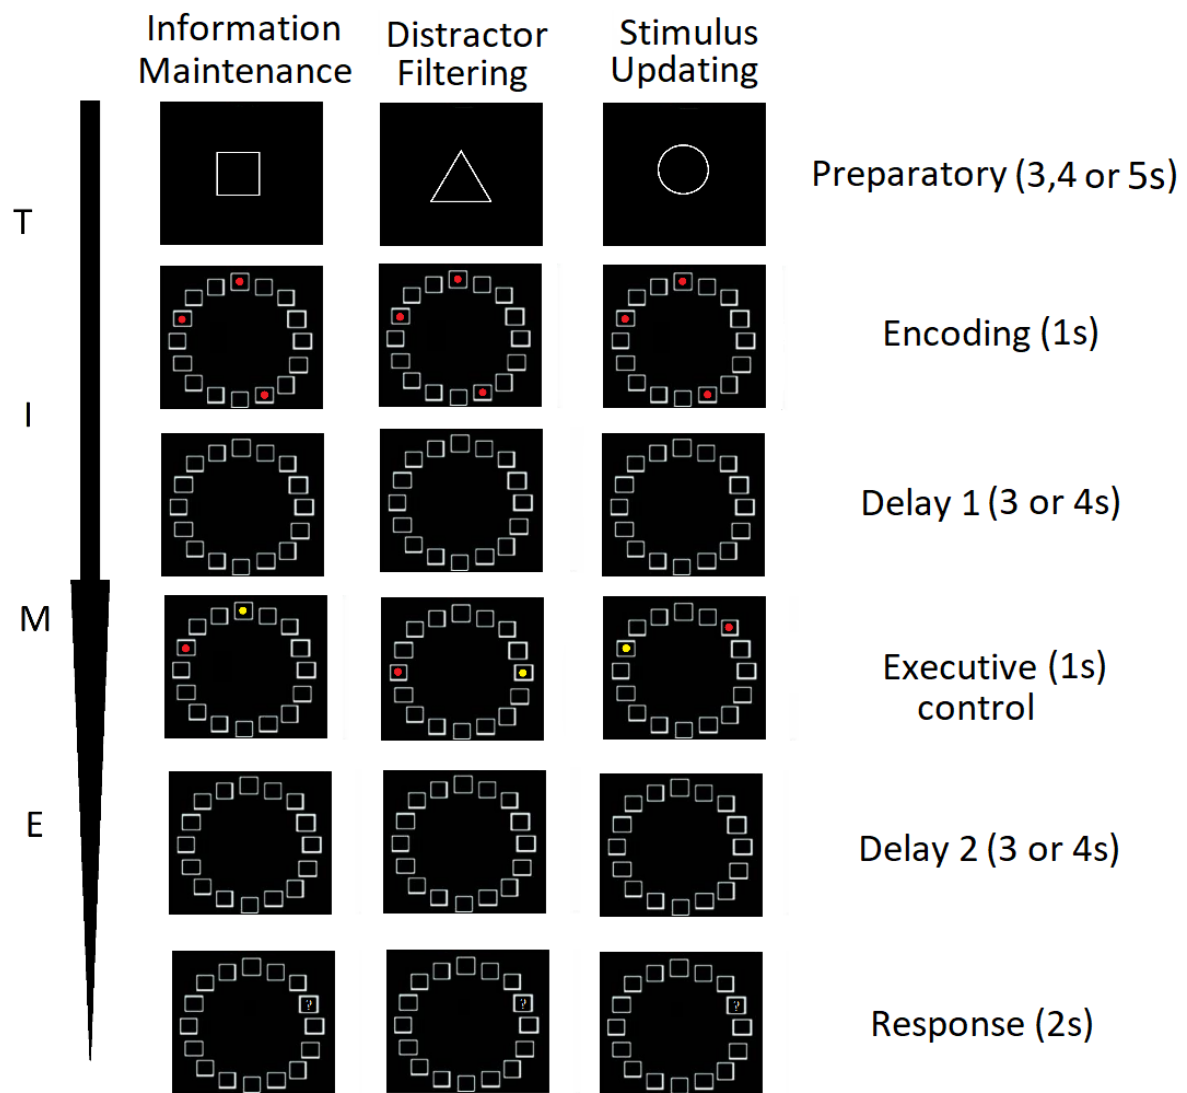 Information
Maintenance
Distractor
Filtering
Stimulus
Updating
T
I
M
E
Preparatory (3,4 or 5s)
Encoding (1s)
Delay 1 (3 or 4s)
Executive (1s)
control
Delay 2 (3 or 4s)
? ? ?
Response (2s)